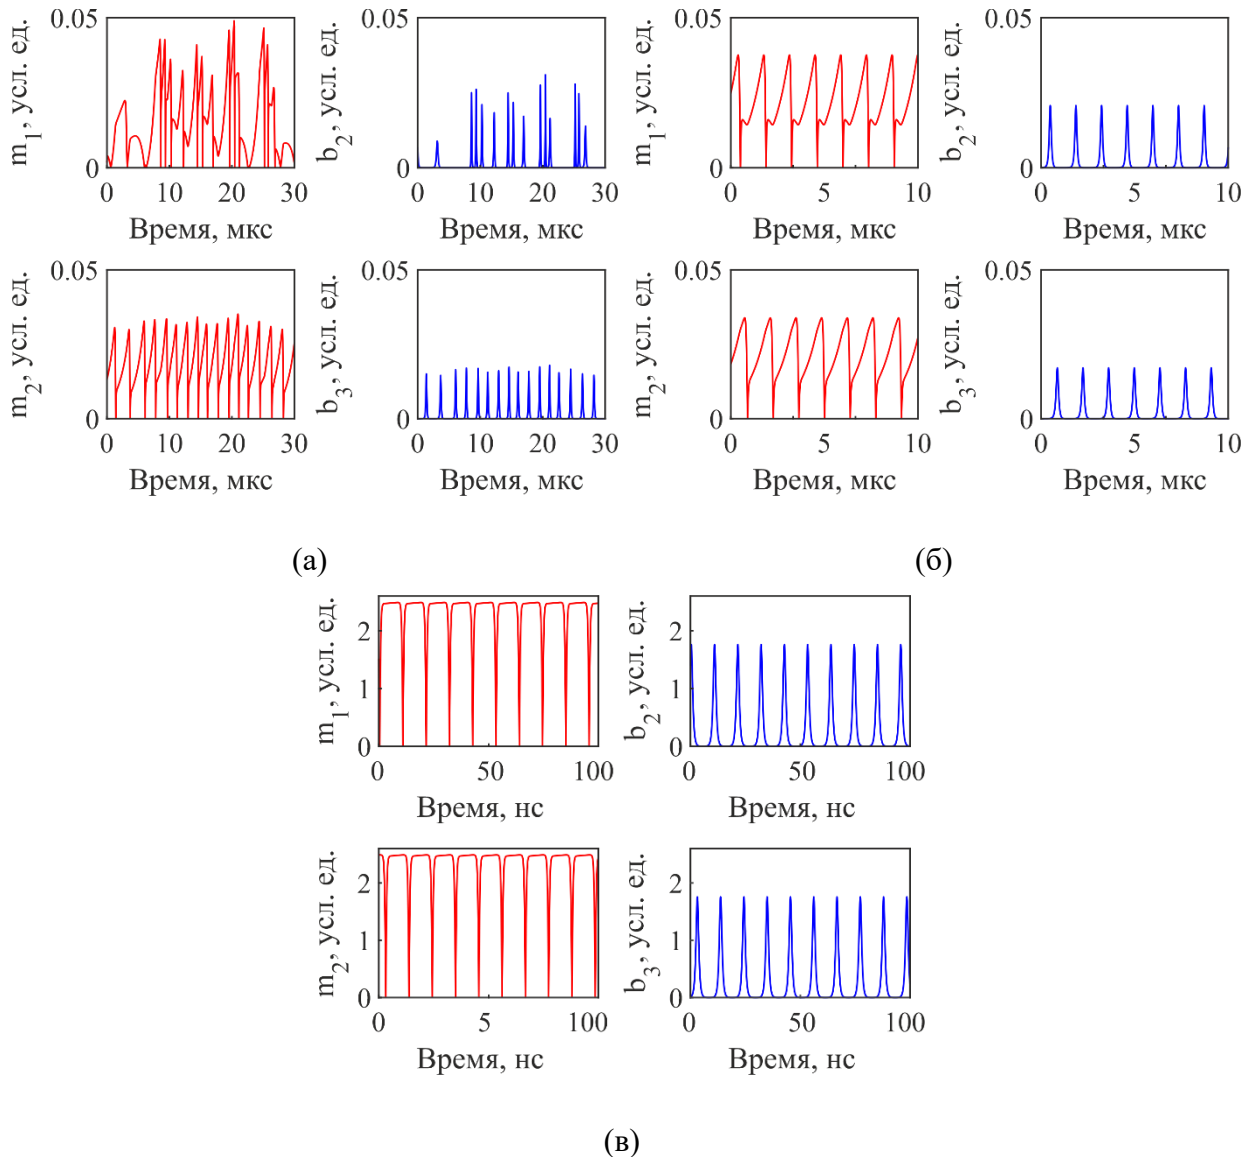 0.05
0
m1, усл. ед.
0 10 20 30
Время, мкс
0.05
0
b2, усл. ед.
0 10 20 30
Время, мкс
0.05
0
m1, усл. ед.
0 5 10
Время, мкс
0.05
0
b2, усл. ед.
0 5 10
Время, мкс
0.05
0
m2, усл. ед.
0 10 20 30
Время, мкс
0.05
0
b3, усл. ед.
0 10 20 30
Время, мкс
0.05
0
m2, усл. ед.
0 5 10
Время, мкс
0.05
0
b3, усл. ед.
0 5 10
Время, мкс
(а)
(б)
2
1
0
m1, усл. ед.
0 50 100
Время, нс
2
1
0
b2, усл. ед.
0 50 100
Время, нс
2
1
0
m2, усл. ед.
0 5 100
Время, нс
2
1
0
b3, усл. ед.
0 50 100
Время, нс
(в)